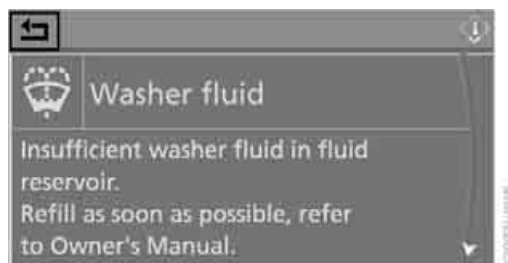 Washer fluid
Insufficient washer fluid in fluid
reservoir.
Refill as soon as possible, refer
to Owner's Manual.